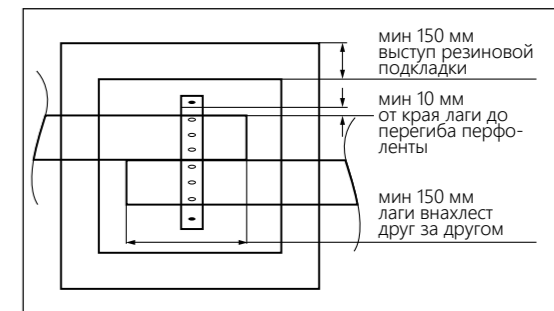 мин 150 мм
выступ резиновой
подкладки
мин 10 мм
от края лаги до
перегиба перфо-
ленты
мин 150 мм
лаги внахлест
друг за другом